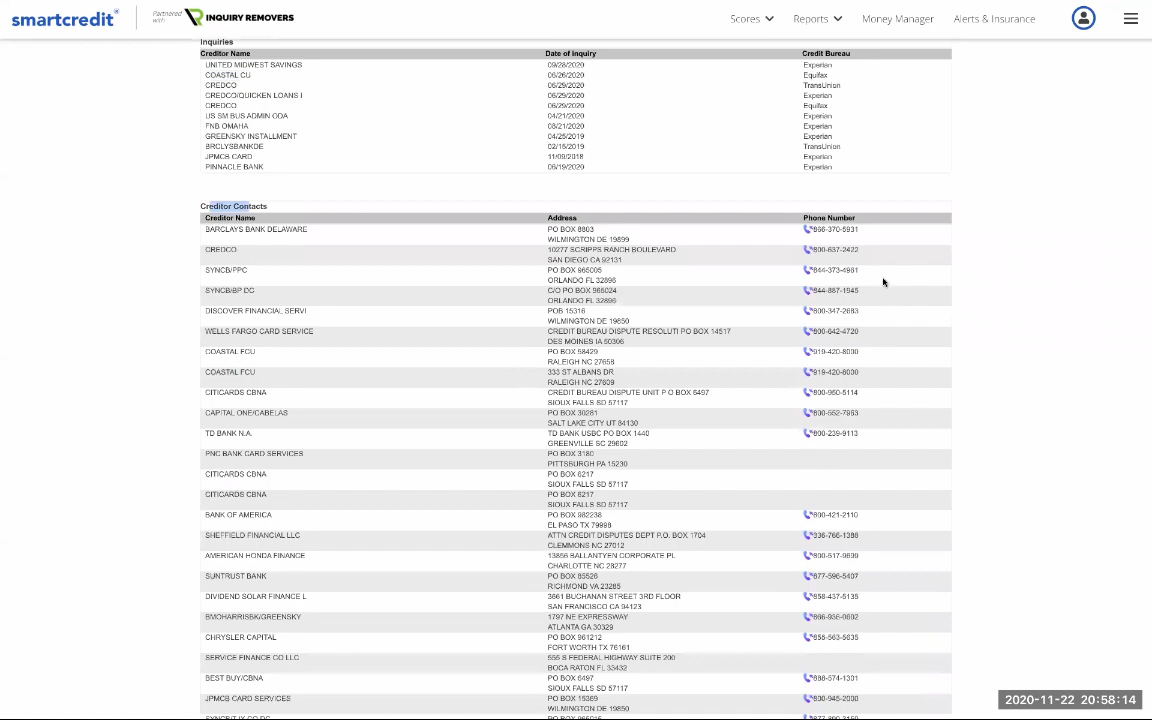 smartcredit
Partnered with INQUIRY REMOVERS
Scores Reports Money Manager Alerts & Insurance
Inquiries
Creditor Name Date of Inquiry Credit Bureau
UNITED MIDWEST SAVINGS 09/28/2020 Experian
COASTAL CU 06/26/2020 Equifax
CREDCO 06/29/2020 TransUnion
CREDCO/QUICKEN LOANS I 06/29/2020 Experian
CREDCO 06/29/2020 Equifax
US SM BUS ADMIN ODA 04/21/2020 Experian
FNB OMAHA 08/21/2020 Experian
GREENSKY INSTALLMENT 04/25/2019 Experian
BRCLYSBANKDE 02/15/2019 TransUnion
JPMCB CARD 11/09/2018 Experian
PINNACLE BANK 06/19/2020 Experian
Creditor Contacts
Creditor Name Address Phone Number
BARCLAYS BANK DELAWARE PO BOX 8803 866-370-5931
WILMINGTON DE 19899
CREDCO 10277 SCRIPPS RANCH BOULEVARD 800-637-2422
SAN DIEGO CA 92131
SYNCB/PPC PO BOX 965005 844-373-4961
ORLANDO FL 32896
SYNCB/BP DC C/O PO BOX 965024 844-887-1945
ORLANDO FL 32896
DISCOVER FINANCIAL SERVI POB 15316 800-347-2683
WILMINGTON DE 19850
WELLS FARGO CARD SERVICE CREDIT BUREAU DISPUTE RESOLUTI PO BOX 14517 800-642-4720
DES MOINES IA 50306
COASTAL FCU PO BOX 58429 919-420-8000
RALEIGH NC 27658
COASTAL FCU 333 ST ALBANS DR 919-420-8000
RALEIGH NC 27609
CITICARDS CBNA CREDIT BUREAU DISPUTE UNIT P O BOX 6497 800-950-5114
SIOUX FALLS SD 57117
CAPITAL ONE/CABELAS PO BOX 30281 800-552-7963
SALT LAKE CITY UT 84130
TD BANK N.A. TD BANK USBC PO BOX 1440 800-239-9113
GREENVILLE SC 29602
PNC BANK CARD SERVICES PO BOX 3180
PITTSBURGH PA 15230
CITICARDS CBNA PO BOX 6217
SIOUX FALLS SD 57117
CITICARDS CBNA PO BOX 6217
SIOUX FALLS SD 57117
BANK OF AMERICA PO BOX 982238 800-421-2110
EL PASO TX 79998
SHEFFIELD FINANCIAL LLC ATTN CREDIT DISPUTES DEPT P.O. BOX 1704 336-766-1388
CLEMMONS NC 27012
AMERICAN HONDA FINANCE 13856 BALLANTYEN CORPORATE PL 800-517-9899
CHARLOTTE NC 28277
SUNTRUST BANK PO BOX 85526 877-596-5407
RICHMOND VA 23285
DIVIDEND SOLAR FINANCE L 3661 BUCHANAN STREET 3RD FLOOR 858-437-5135
SAN FRANCISCO CA 94123
BMOHARRISBK/GREENSKY 1797 NE EXPRESSWAY 866-936-0602
ATLANTA GA 30329
CHRYSLER CAPITAL PO BOX 961212 855-563-5635
FORT WORTH TX 76161
SERVICE FINANCE CO LLC 555 S FEDERAL HIGHWAY SUITE 200
BOCA RATON FL 33432
BEST BUY/CBNA PO BOX 6497 888-574-1301
SIOUX FALLS SD 57117
JPMCB CARD SERVICES PO BOX 15369 800-945-2000
WILMINGTON DE 19850
2020-11-22 20:58:14